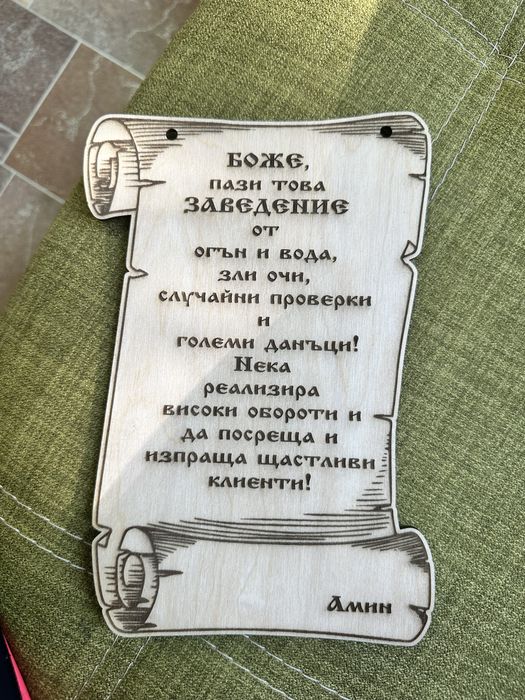 БОЖЕ,
ПАЗИ ТОВА
ЗАВЕДЕНИЕ
ОТ
ОГЪН И ВОДА,
ЗЛИ ОЧИ,
СЛУЧАЙНИ ПРОВЕРКИ
И
ГОЛЕМИ ДАНЪЦИ!
НЕКА
РЕАЛИЗИРА
ВИСОКИ ОБОРОТИ И
ДА ПОСРЕЩА И
ИЗПРАЩА ЩАСТЛИВИ
КЛИЕНТИ!
АМИН